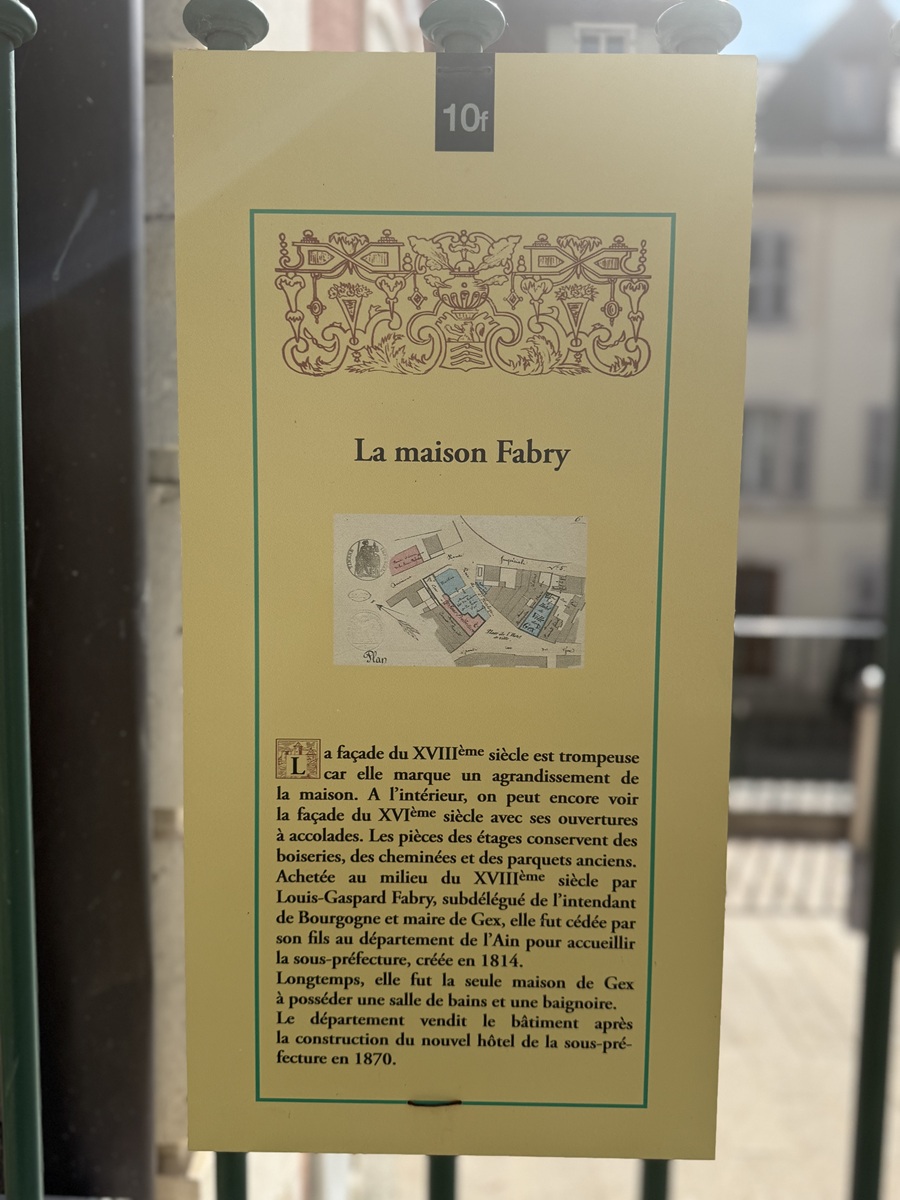 10f
La maison Fabry
Plan
La façade du XVIIIème siècle est trompeuse
car elle marque un agrandissement de
la maison. A l'intérieur, on peut encore voir
la façade du XVIème siècle avec ses ouvertures
à accolades. Les pièces des étages conservent des
boiseries, des cheminées et des parquets anciens.
Achetée au milieu du XVIIIème siècle par
Louis-Gaspard Fabry, subdélégué de l'intendant
de Bourgogne et maire de Gex, elle fut cédée par
son fils au département de l'Ain pour accueillir
la sous-préfecture, créée en 1814.
Longtemps, elle fut la seule maison de Gex
à posséder une salle de bains et une baignoire.
Le département vendit le bâtiment après
la construction du nouvel hôtel de la sous-pré-
fecture en 1870.